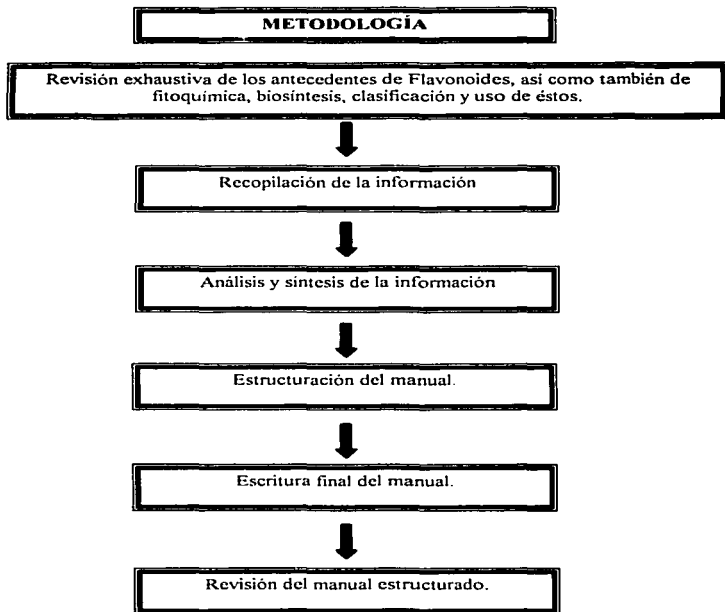 METODOLOGÍA
Revisión exhaustiva de los antecedentes de Flavonoides, así como también de
fitoquímica, biosíntesis, clasificación y uso de éstos.
Recopilación de la información
Análisis y síntesis de la información
Estructuración del manual.
Escritura final del manual.
Revisión del manual estructurado.